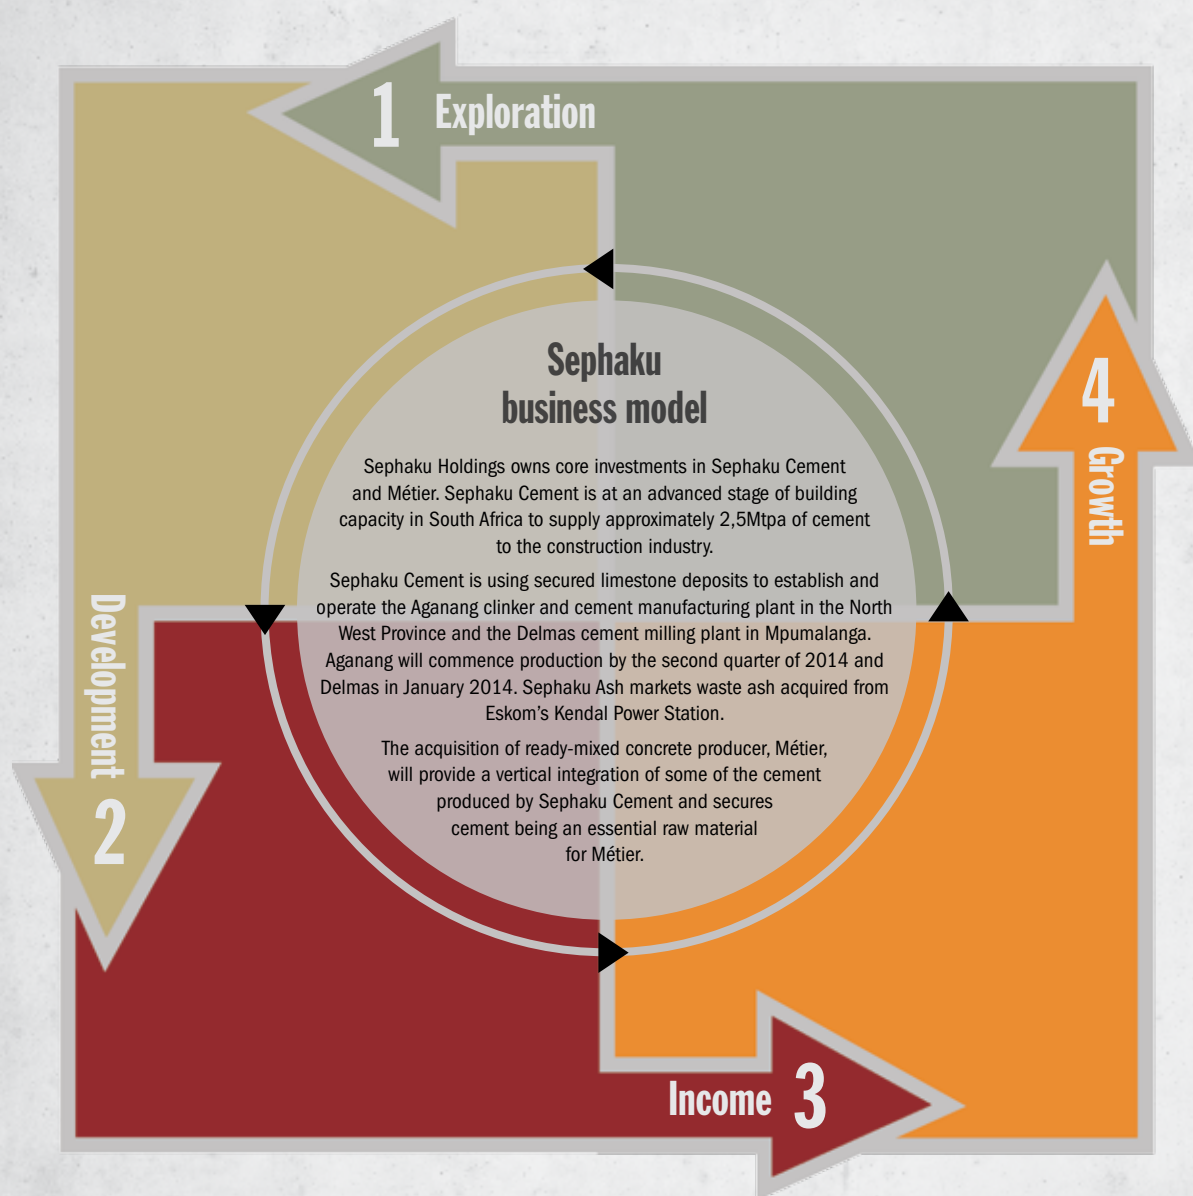 1 Exploration
Sephaku
business model
Sephaku Holdings owns core investments in Sephaku Cement
and Métier. Sephaku Cement is at an advanced stage of building
capacity in South Africa to supply approximately 2,5Mtpa of cement
to the construction industry.
Sephaku Cement is using secured limestone deposits to establish and
operate the Aganang clinker and cement manufacturing plant in the North
West Province and the Delmas cement milling plant in Mpumalanga.
Aganang will commence production by the second quarter of 2014 and
Delmas in January 2014. Sephaku Ash markets waste ash acquired from
Eskom’s Kendal Power Station.
The acquisition of ready-mixed concrete producer, Métier,
will provide a vertical integration of some of the cement
produced by Sephaku Cement and secures
cement being an essential raw material
for Métier.
Development 2
Income 3
4 Growth